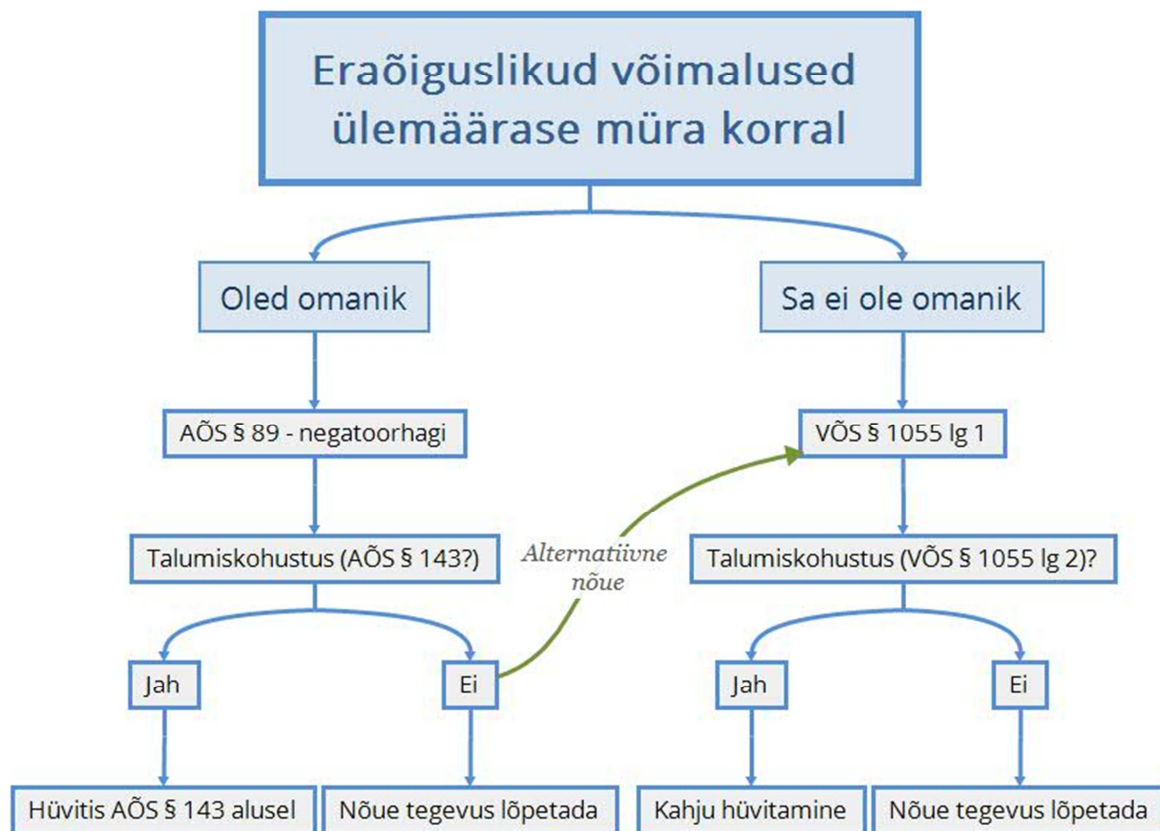 Eraõiguslikud võimalused
ülemäärase müra korral
Oled omanik
Sa ei ole omanik
AÕS § 89 - negatoorhagi
VÕS § 1055 lg 1
Talumiskohustus (AÕS § 143?)
Alternatiivne
nõue
Talumiskohustus (VÕS § 1055 lg 2)?
Jah
Ei
Jah
Ei
Hüvitis AÕS § 143 alusel
Nõue tegevus lõpetada
Kahju hüvitamine
Nõue tegevus lõpetada